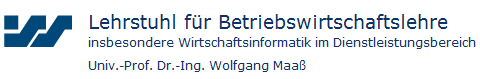 Lehrstuhl für Betriebswirtschaftslehre
insbesondere Wirtschaftsinformatik im Dienstleistungsbereich
Univ.-Prof. Dr.-Ing. Wolfgang Maaß